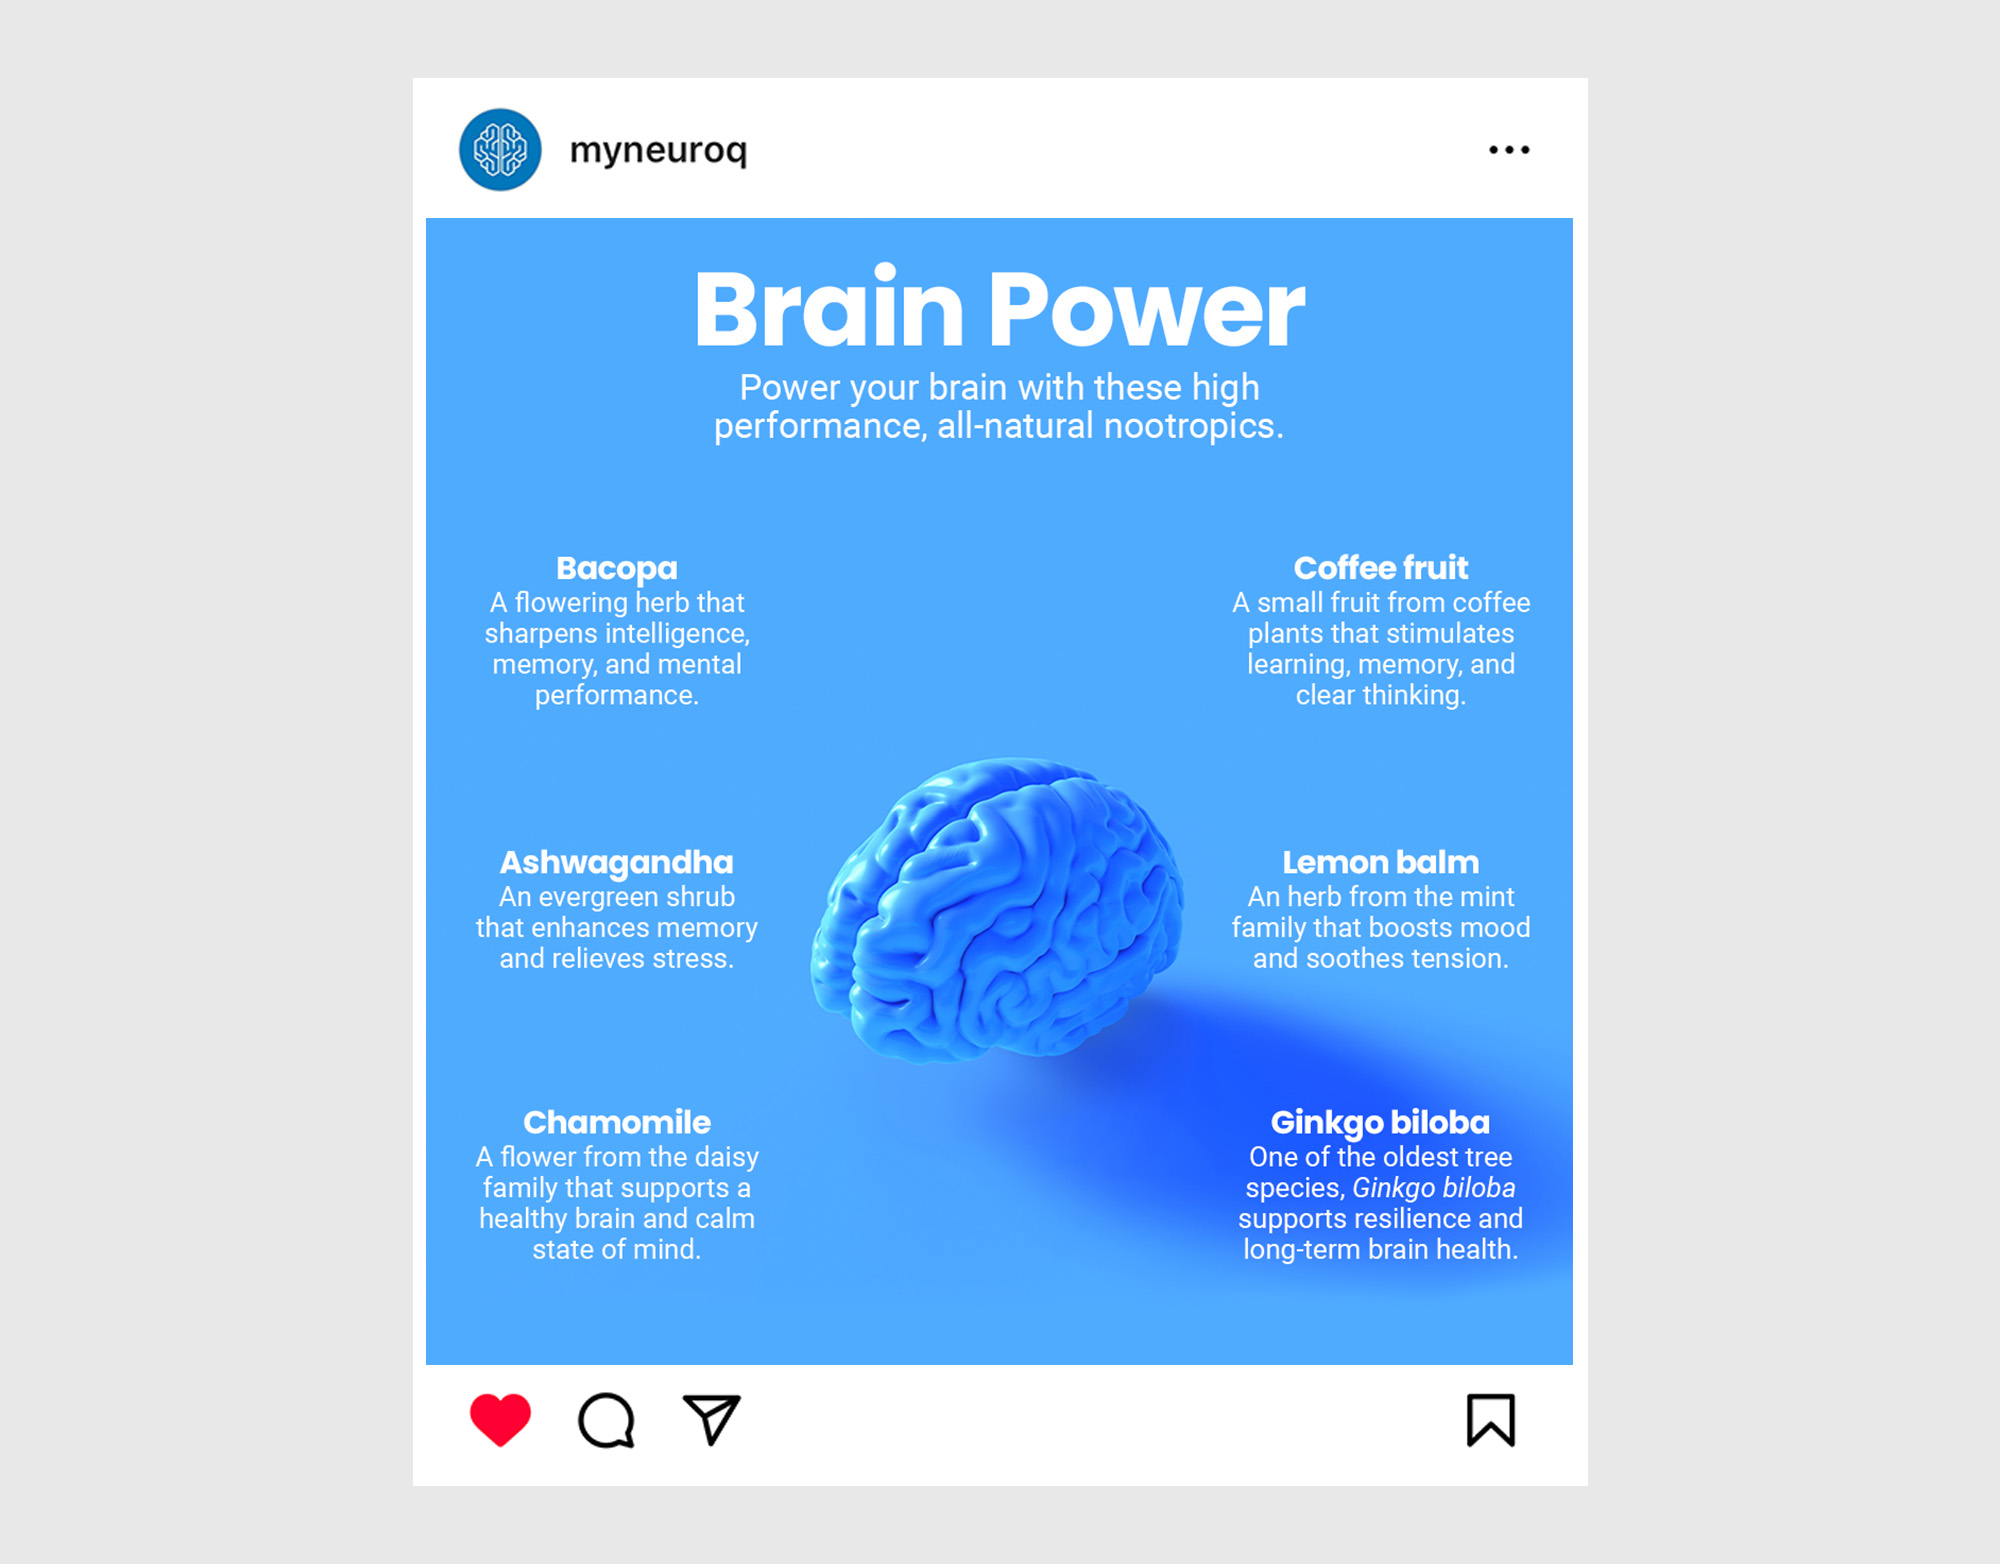 myneuroq
Brain Power
Power your brain with these high
performance, all-natural nootropics.
Bacopa
A flowering herb that
sharpens intelligence,
memory, and mental
performance.
Coffee fruit
A small fruit from coffee
plants that stimulates
learning, memory, and
clear thinking.
Ashwagandha
An evergreen shrub
that enhances memory
and relieves stress.
Lemon balm
An herb from the mint
family that boosts mood
and soothes tension.
Chamomile
A flower from the daisy
family that supports a
healthy brain and calm
state of mind.
Ginkgo biloba
One of the oldest tree
species, Ginkgo biloba
supports resilience and
long-term brain health.